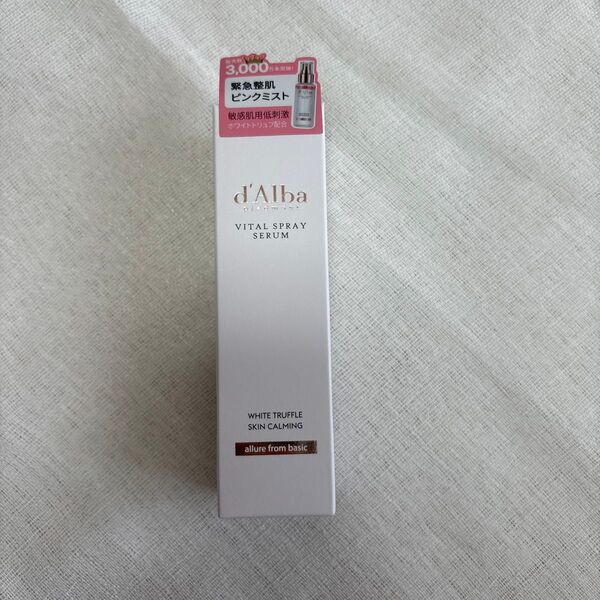 3,000
緊急整肌
ピンクミスト
敏感肌用低刺激
ホワイトトリュフ配合
d'Alba
piedmont
VITAL SPRAY
SERUM
WHITE TRUFFLE
SKIN CALMING
allure from basic